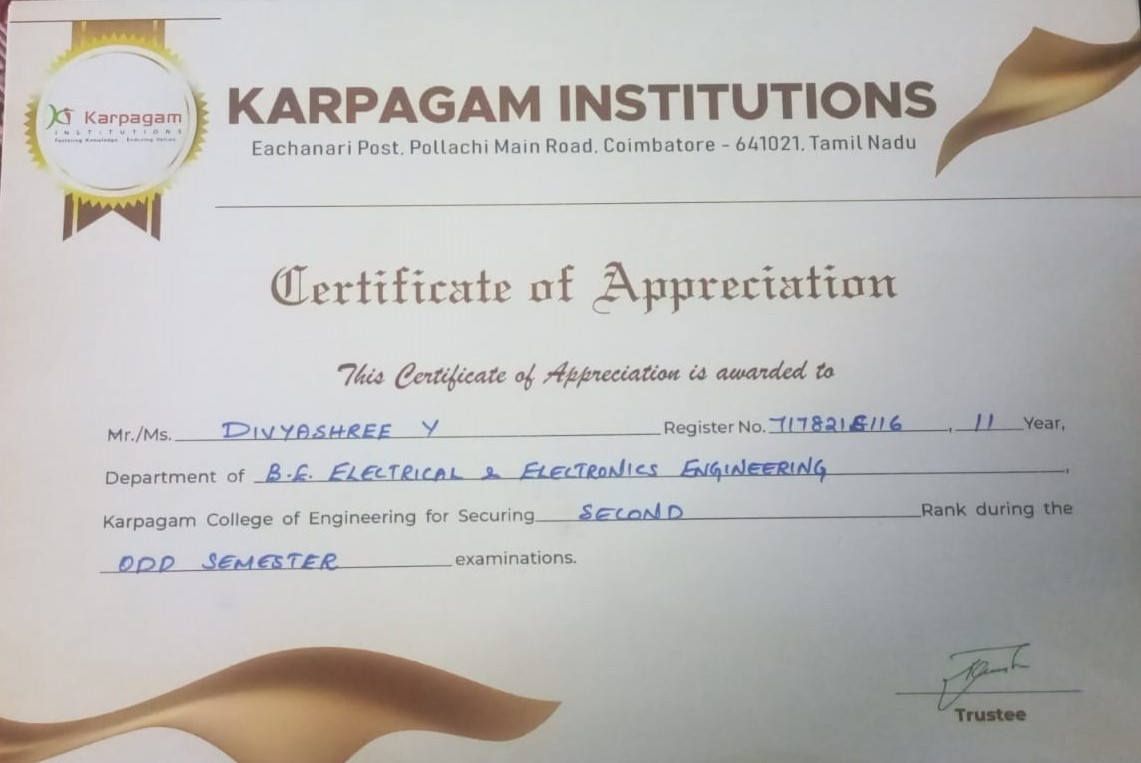 Karpagam
INSTITUTIONS
Fostering Knowledge Enduring Values
KARPAGAM INSTITUTIONS
Eachanari Post, Pollachi Main Road, Coimbatore - 641021, Tamil Nadu
Certificate of Appreciation
This Certificate of Appreciation is awarded to
Mr./Ms. DIVYASHREE Y Register No. , 11 Year,
Department of B.E. ELECTRICAL & ELECTRONICS ENGINEERING,
Karpagam College of Engineering for Securing SECOND Rank during the
ODD SEMESTER examinations.
Trustee